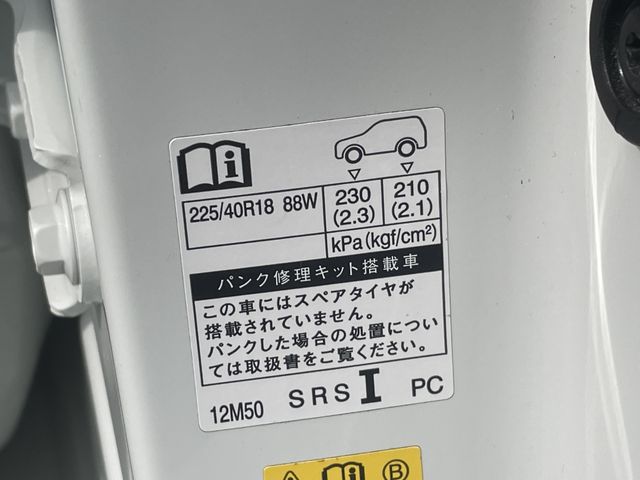 i
225/40R18 88W 230 210
(2.3) (2.1)
kPa(kgf/cm²)
パンク修理キット搭載車
この車にはスペアタイヤが
搭載されていません。
パンクした場合の処置につい
ては取扱書をご覧ください。
12M50 SRS I PC
i B